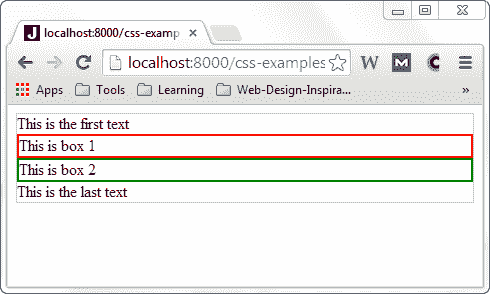 J localhost:8000/css-examp
localhost:8000/css-examples W M C
Apps Tools Learning Web-Design-Inspira... »
This is the first text
This is box 1
This is box 2
This is the last text